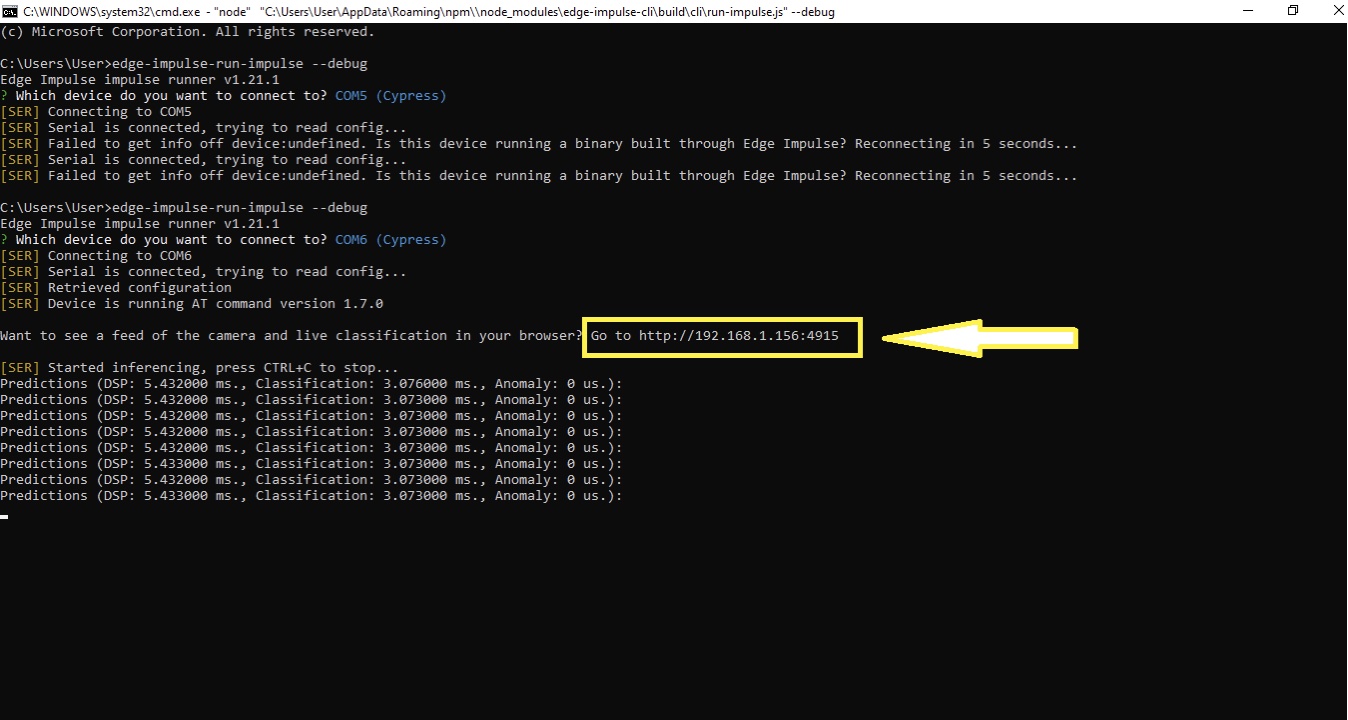 C:\WINDOWS\system32\cmd.exe - "node" "C:\Users\User\AppData\Roaming\npm\\node_modules\edge-impulse-cli\build\cli\run-impulse.js" --debug
(c) Microsoft Corporation. All rights reserved.
C:\Users\User>edge-impulse-run-impulse --debug
Edge Impulse impulse runner v1.21.1
? Which device do you want to connect to? COM5 (Cypress)
[SER] Connecting to COM5
[SER] Serial is connected, trying to read config...
[SER] Failed to get info off device:undefined. Is this device running a binary built through Edge Impulse? Reconnecting in 5 seconds...
[SER] Serial is connected, trying to read config...
[SER] Failed to get info off device:undefined. Is this device running a binary built through Edge Impulse? Reconnecting in 5 seconds...
C:\Users\User>edge-impulse-run-impulse --debug
Edge Impulse impulse runner v1.21.1
? Which device do you want to connect to? COM6 (Cypress)
[SER] Connecting to COM6
[SER] Serial is connected, trying to read config...
[SER] Retrieved configuration
[SER] Device is running AT command version 1.7.0
Want to see a feed of the camera and live classification in your browser? Go to http://192.168.1.156:4915
[SER] Started inferencing, press CTRL+C to stop...
Predictions (DSP: 5.432000 ms., Classification: 3.076000 ms., Anomaly: 0 us.):
Predictions (DSP: 5.432000 ms., Classification: 3.073000 ms., Anomaly: 0 us.):
Predictions (DSP: 5.432000 ms., Classification: 3.073000 ms., Anomaly: 0 us.):
Predictions (DSP: 5.432000 ms., Classification: 3.073000 ms., Anomaly: 0 us.):
Predictions (DSP: 5.432000 ms., Classification: 3.073000 ms., Anomaly: 0 us.):
Predictions (DSP: 5.433000 ms., Classification: 3.073000 ms., Anomaly: 0 us.):
Predictions (DSP: 5.432000 ms., Classification: 3.073000 ms., Anomaly: 0 us.):
Predictions (DSP: 5.433000 ms., Classification: 3.073000 ms., Anomaly: 0 us.):